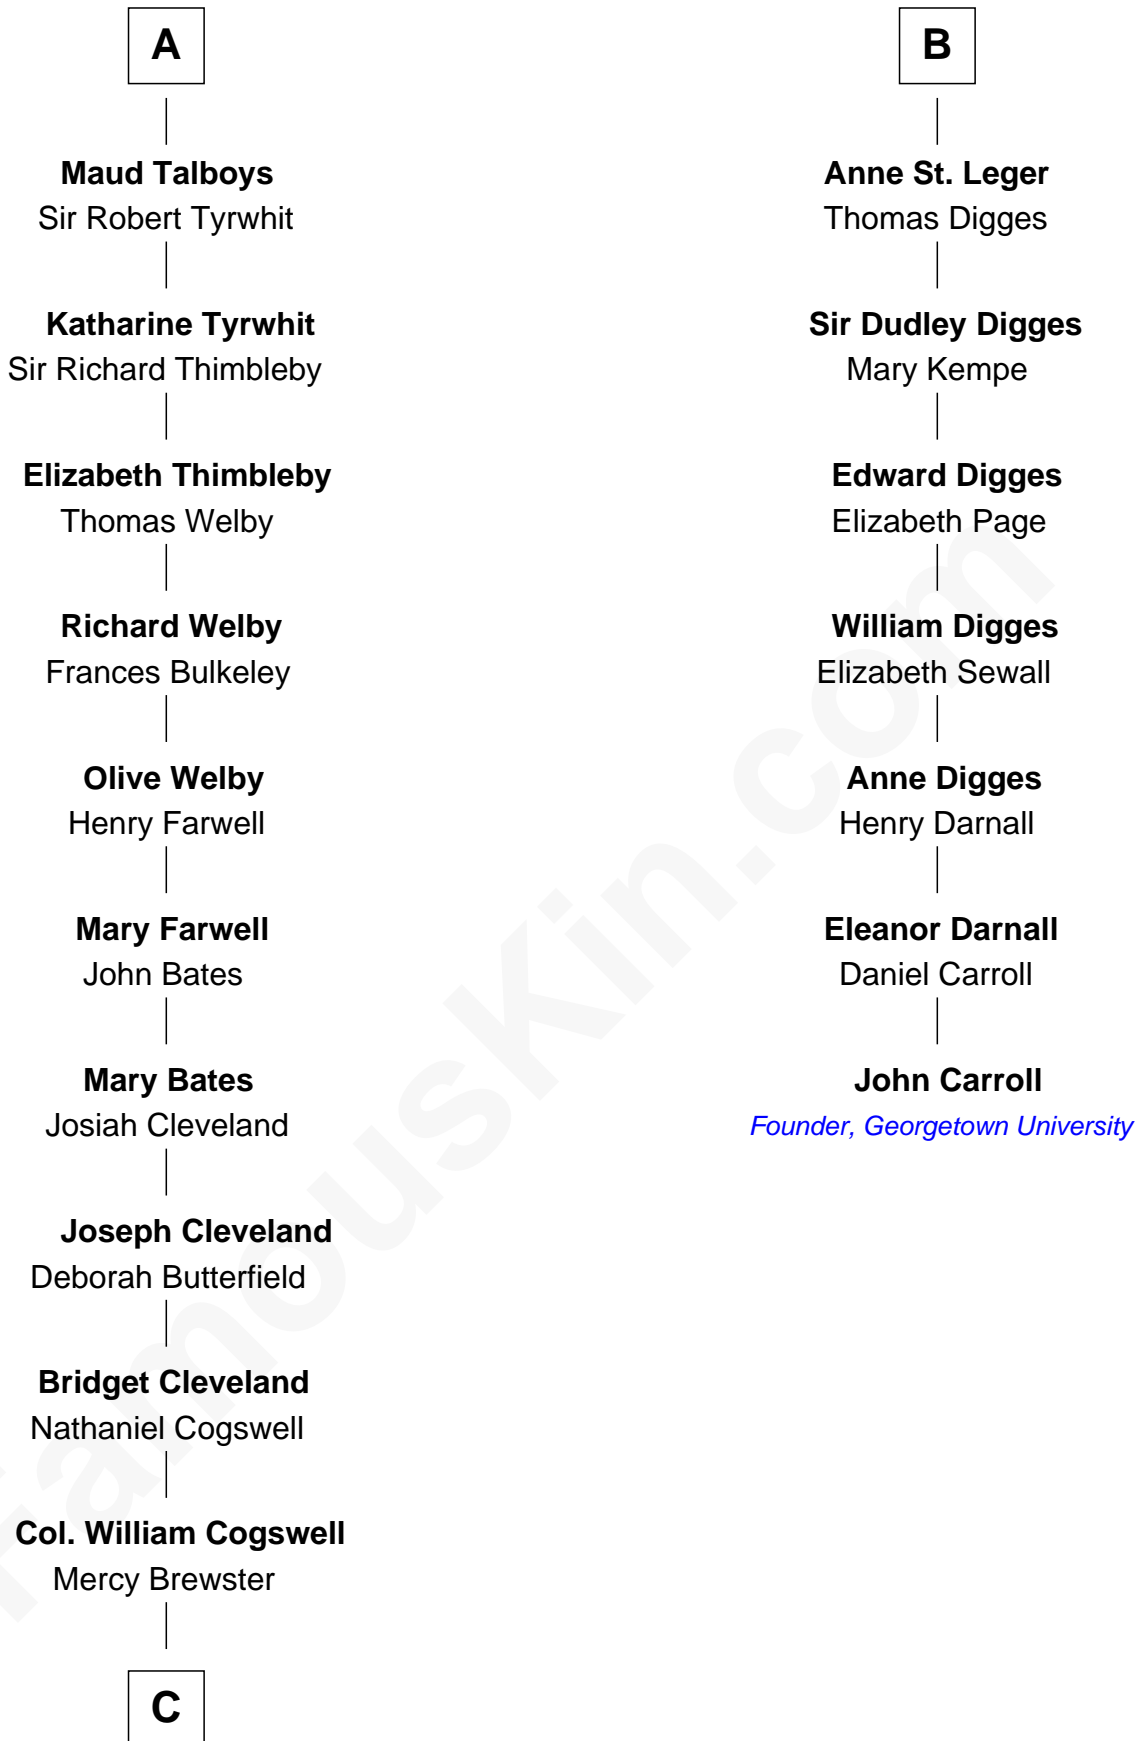 A
Maud Talboys
Sir Robert Tyrwhit
Katharine Tyrwhit
Sir Richard Thimbleby
Elizabeth Thimbleby
Thomas Welby
Richard Welby
Frances Bulkeley
Olive Welby
Henry Farwell
Mary Farwell
John Bates
Mary Bates
Josiah Cleveland
Joseph Cleveland
Deborah Butterfield
Bridget Cleveland
Nathaniel Cogswell
Col. William Cogswell
Mercy Brewster
C
B
Anne St. Leger
Thomas Digges
Sir Dudley Digges
Mary Kempe
Edward Digges
Elizabeth Page
William Digges
Elizabeth Sewall
Anne Digges
Henry Darnall
Eleanor Darnall
Daniel Carroll
John Carroll
Founder, Georgetown University
FamousKin.com